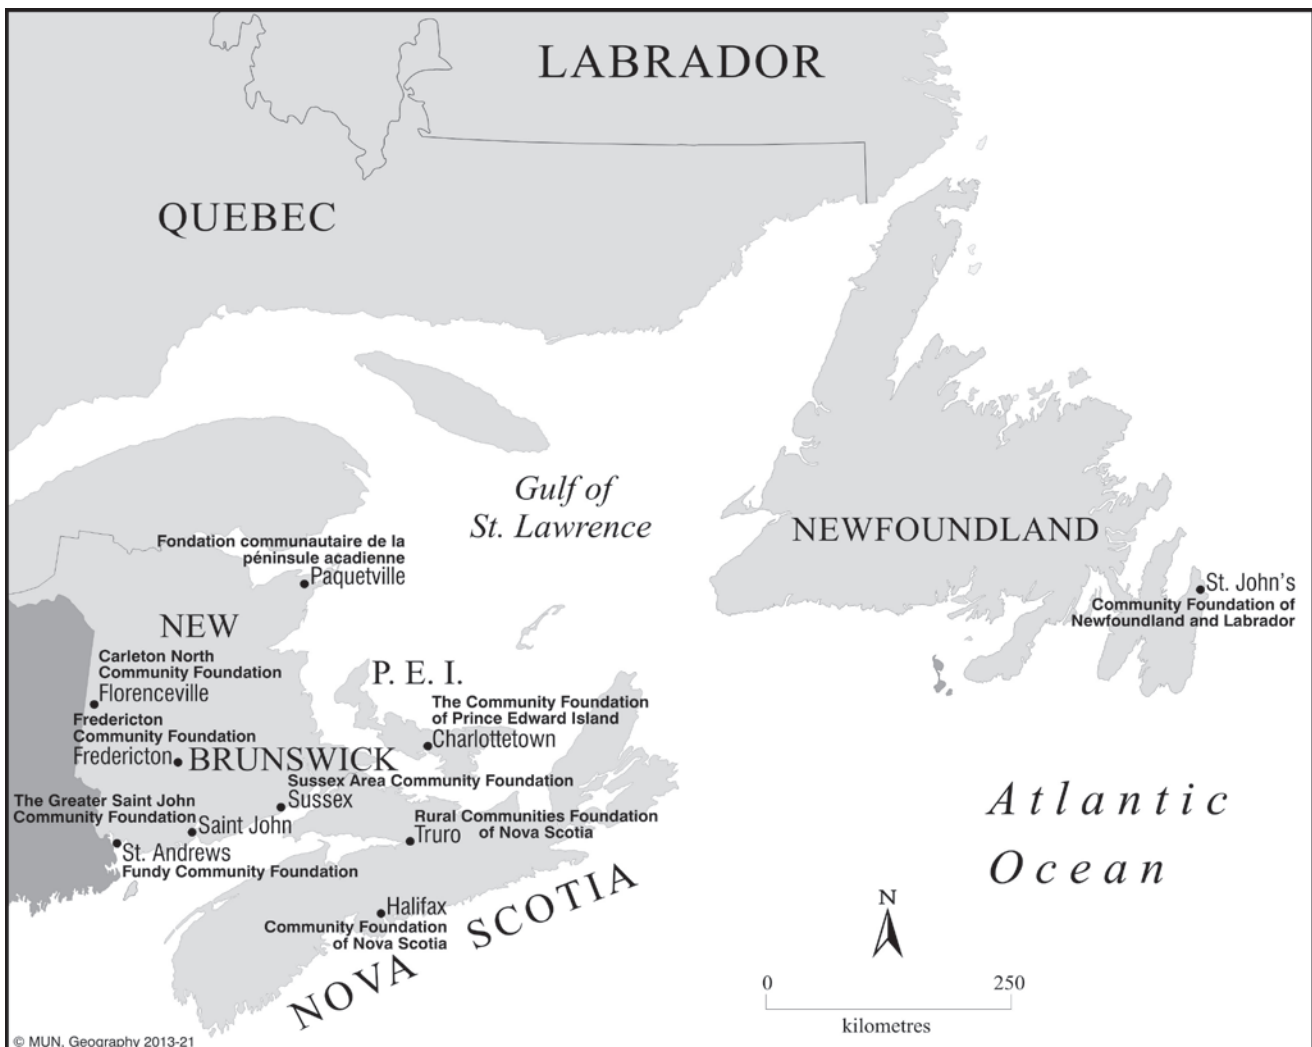 LABRADOR
QUEBEC
Gulf of
St. Lawrence
NEWFOUNDLAND
Fondation communautaire de la
péninsule acadienne
Paquetville
St. John’s
Community Foundation of
Newfoundland and Labrador
NEW
Carleton North
Community Foundation
Florenceville
P. E. I.
The Community Foundation
of Prince Edward Island
Charlottetown
Fredericton
Community Foundation
Fredericton
BRUNSWICK
Sussex Area Community Foundation
Sussex
The Greater Saint John
Community Foundation
Saint John
Rural Communities Foundation
of Nova Scotia
Truro
St. Andrews
Fundy Community Foundation
Atlantic
Ocean
Halifax
Community Foundation
of Nova Scotia
NOVA SCOTIA
N
0 250
kilometres
© MUN, Geography 2013-21